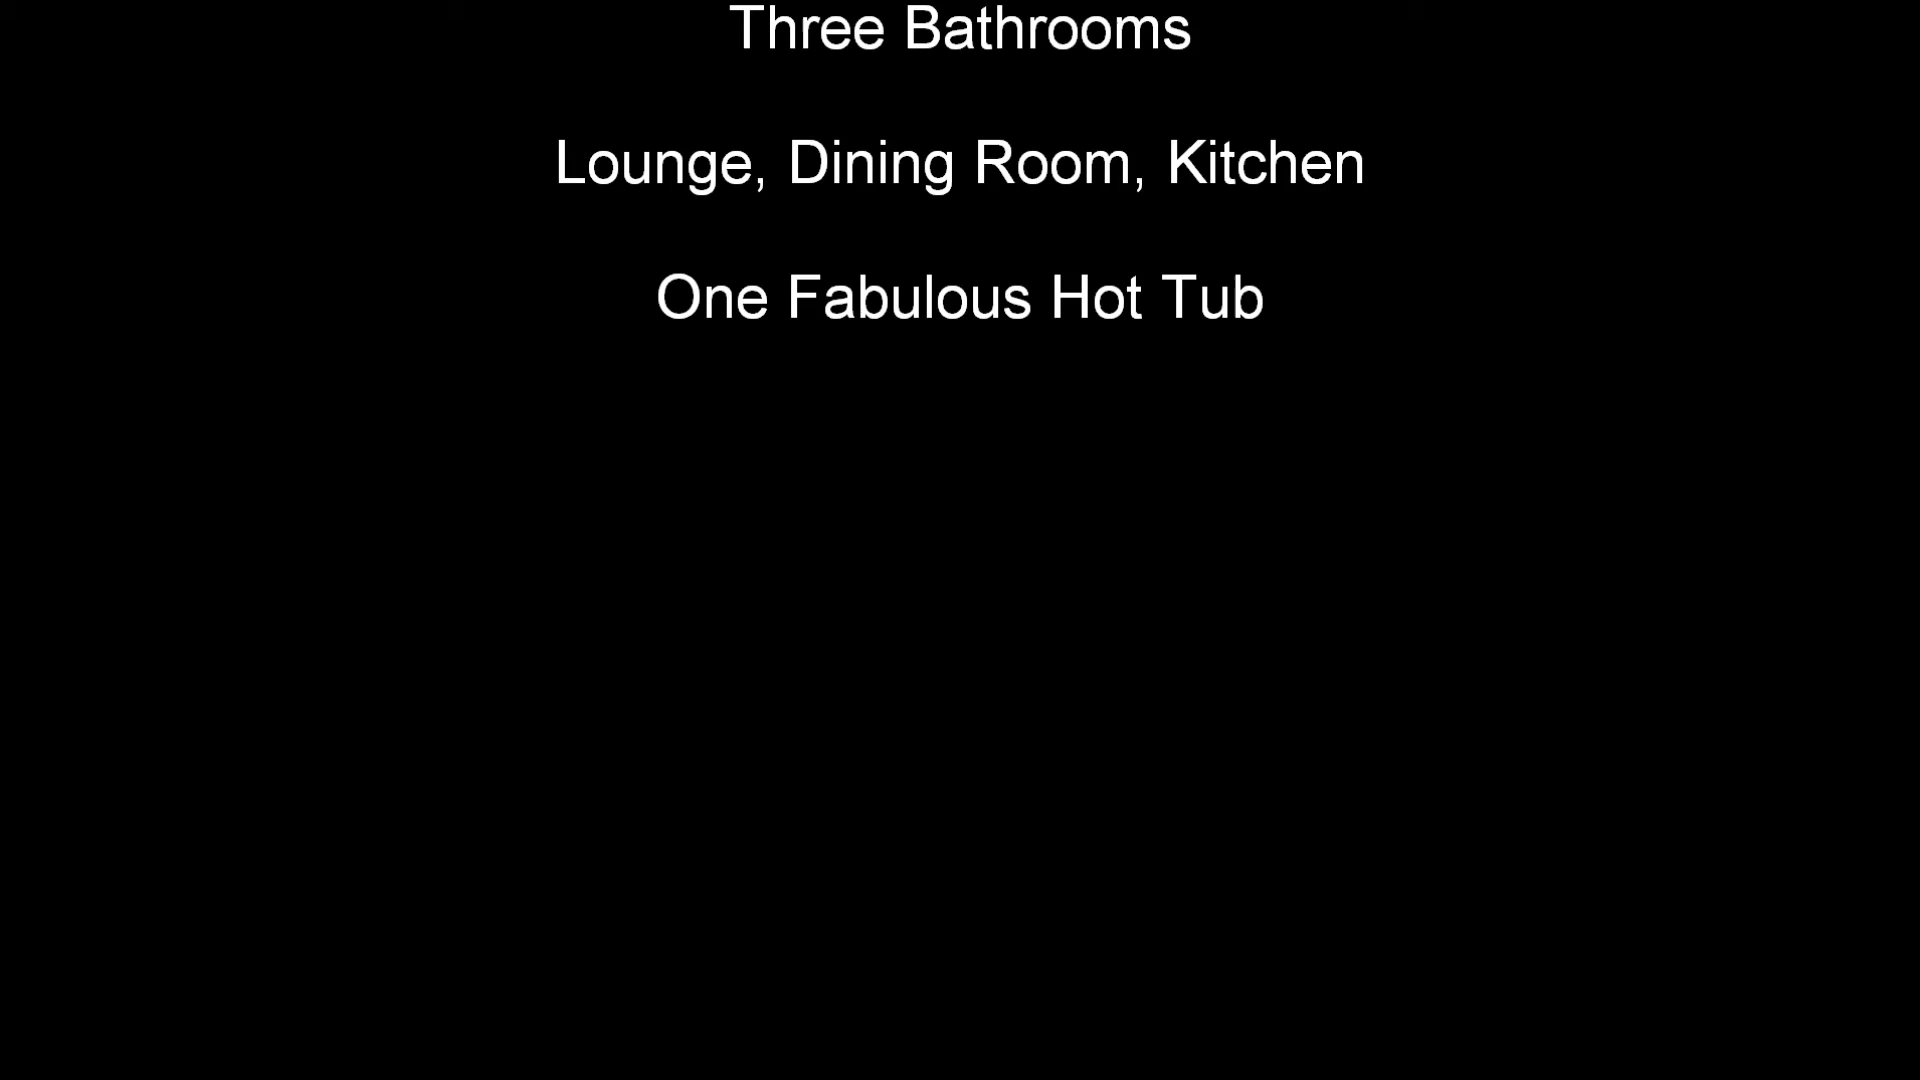 Three Bathrooms
Lounge, Dining Room, Kitchen
One Fabulous Hot Tub